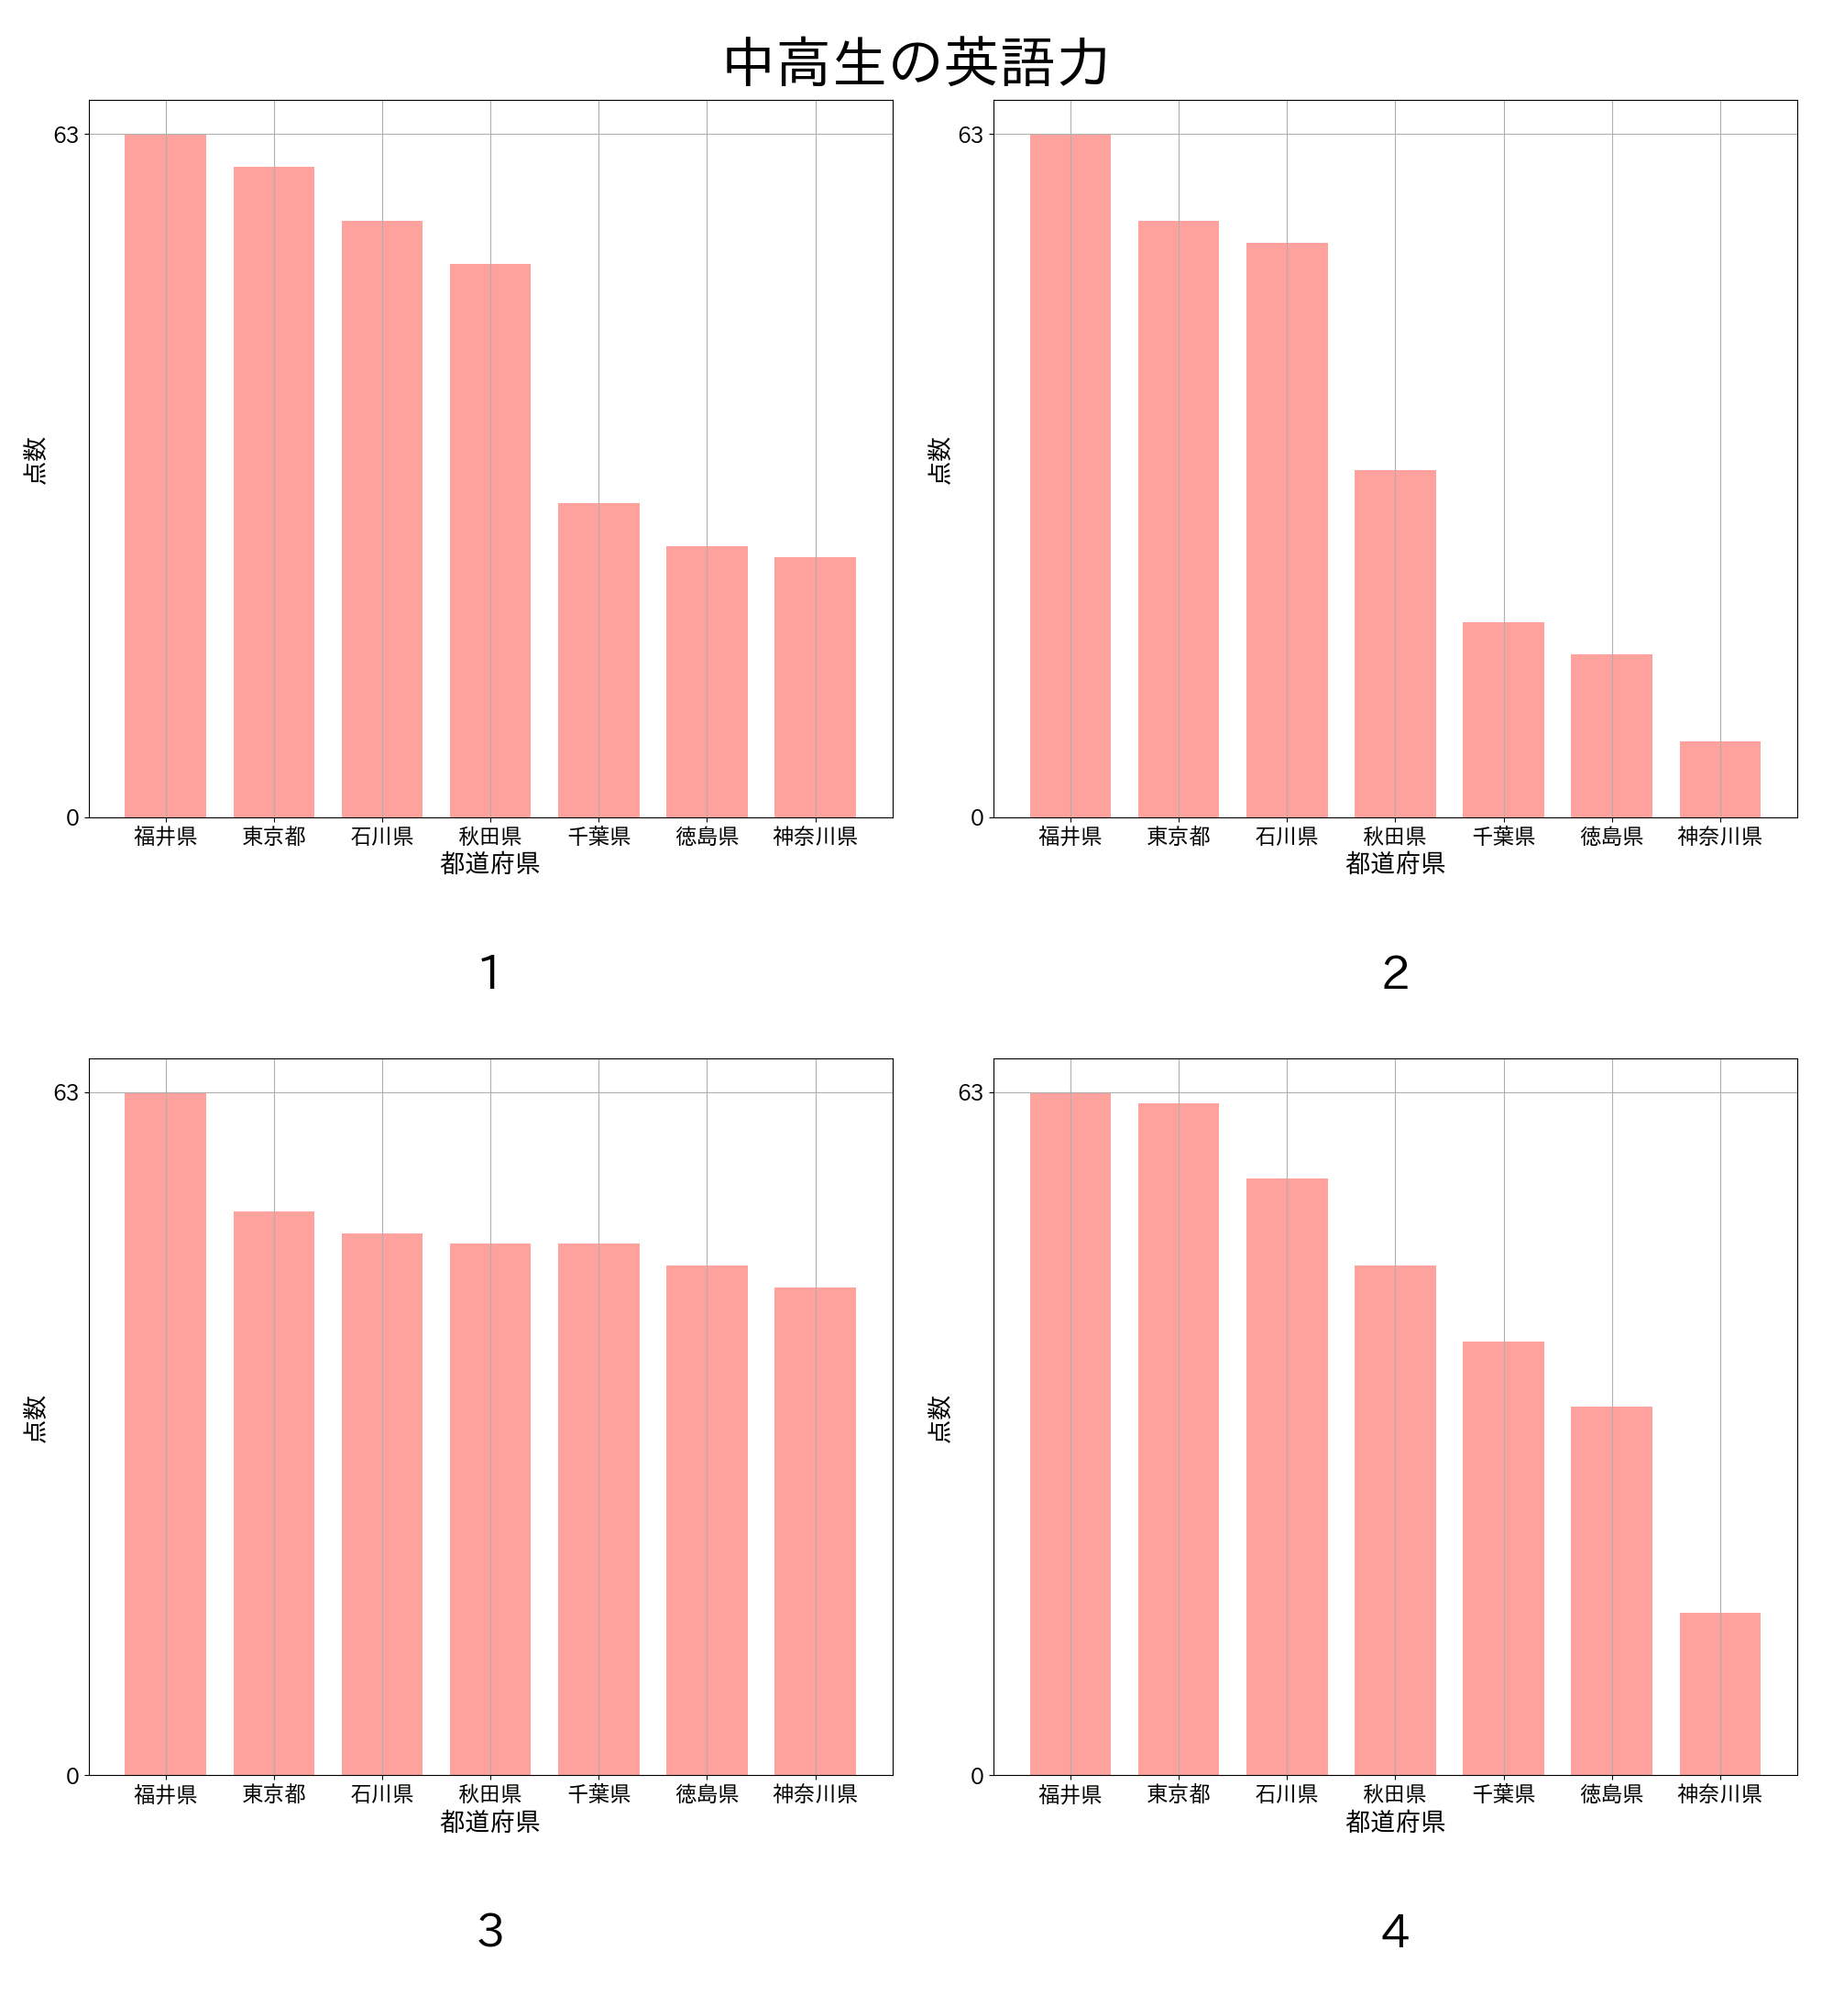 中高生の英語力
63
0
点数
福井県 東京都 石川県 秋田県 千葉県 徳島県 神奈川県
都道府県
1
63
0
点数
福井県 東京都 石川県 秋田県 千葉県 徳島県 神奈川県
都道府県
2
63
0
点数
福井県 東京都 石川県 秋田県 千葉県 徳島県 神奈川県
都道府県
3
63
0
点数
福井県 東京都 石川県 秋田県 千葉県 徳島県 神奈川県
都道府県
4